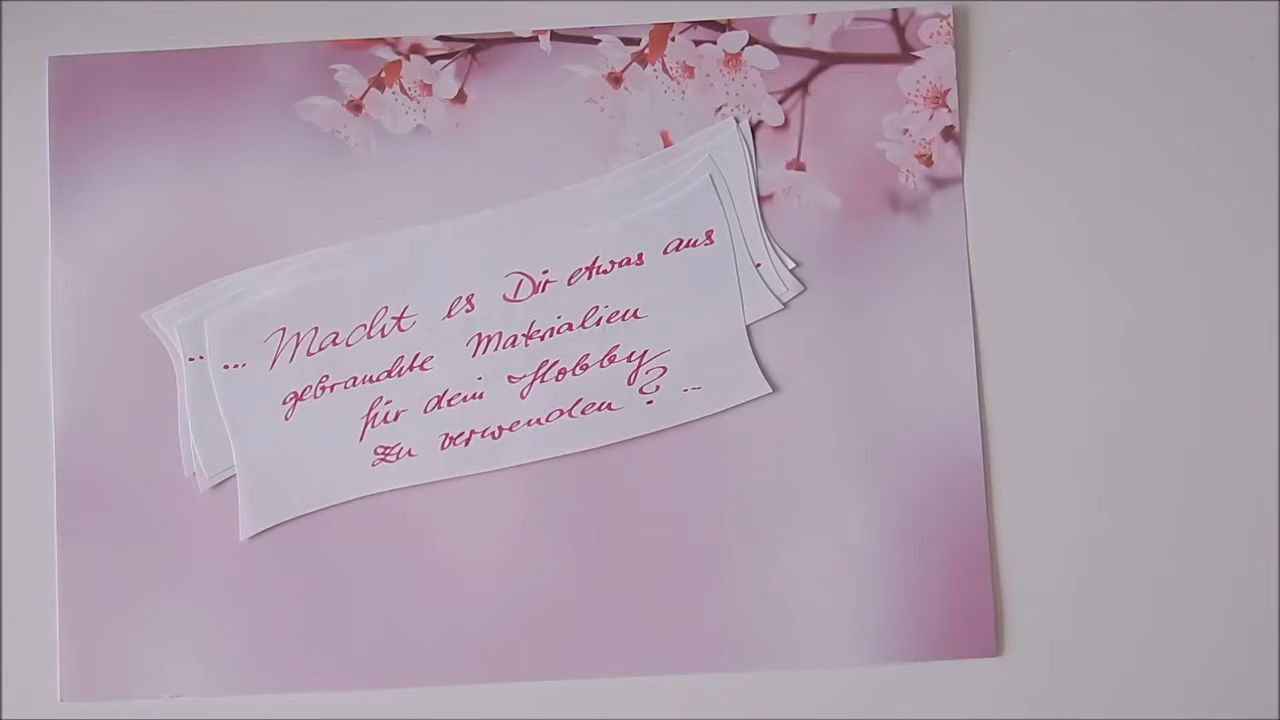 ... Macht es Dir etwas aus
gebrauchte Materialien
für dein Hobby
zu verwenden? ...